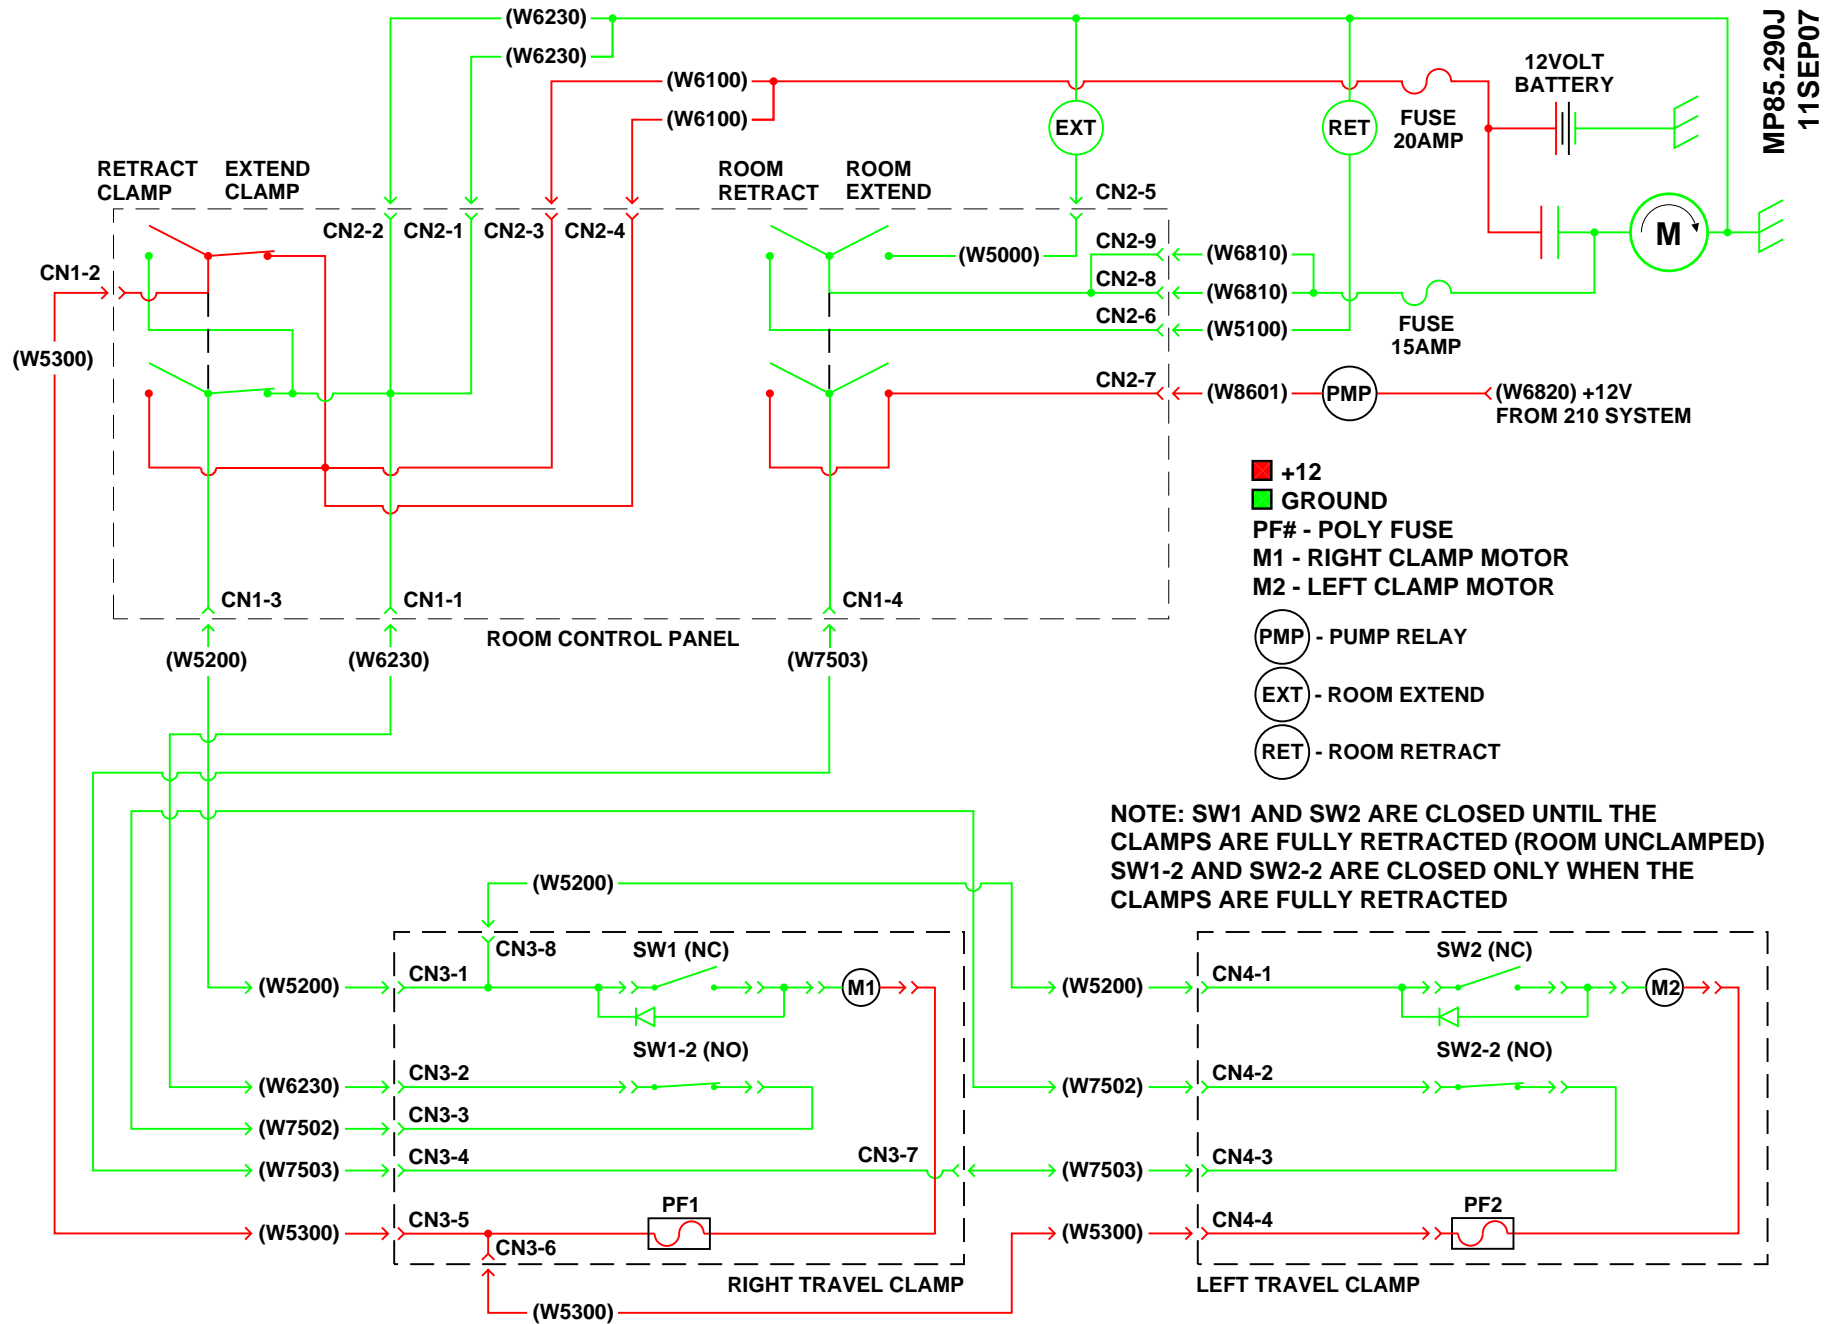 (W6230)
(W6230)
(W6100)
(W6100)
EXT
RET
FUSE
20AMP
12VOLT
BATTERY
MP85.290J
11SEP07
RETRACT
CLAMP
EXTEND
CLAMP
ROOM
RETRACT
ROOM
EXTEND
CN2-5
CN2-2
CN2-1
CN2-3
CN2-4
CN2-9
(W5000)
(W6810)
M
CN1-2
CN2-8
(W6810)
CN2-6
(W5100)
FUSE
15AMP
(W5300)
CN2-7
(W8601)
PMP
(W6820) +12V
FROM 210 SYSTEM
+12
GROUND
PF# - POLY FUSE
M1 - RIGHT CLAMP MOTOR
M2 - LEFT CLAMP MOTOR
PMP - PUMP RELAY
EXT - ROOM EXTEND
RET - ROOM RETRACT
CN1-3
CN1-1
CN1-4
ROOM CONTROL PANEL
(W5200)
(W6230)
(W7503)
NOTE: SW1 AND SW2 ARE CLOSED UNTIL THE
CLAMPS ARE FULLY RETRACTED (ROOM UNCLAMPED)
SW1-2 AND SW2-2 ARE CLOSED ONLY WHEN THE
CLAMPS ARE FULLY RETRACTED
(W5200)
CN3-8
SW1 (NC)
SW2 (NC)
(W5200)
CN3-1
M1
(W5200)
CN4-1
M2
SW1-2 (NO)
SW2-2 (NO)
(W6230)
CN3-2
(W7502)
CN4-2
(W7502)
CN3-3
(W7503)
CN3-4
CN3-7
(W7503)
CN4-3
PF1
PF2
(W5300)
CN3-5
(W5300)
CN4-4
CN3-6
RIGHT TRAVEL CLAMP
LEFT TRAVEL CLAMP
(W5300)